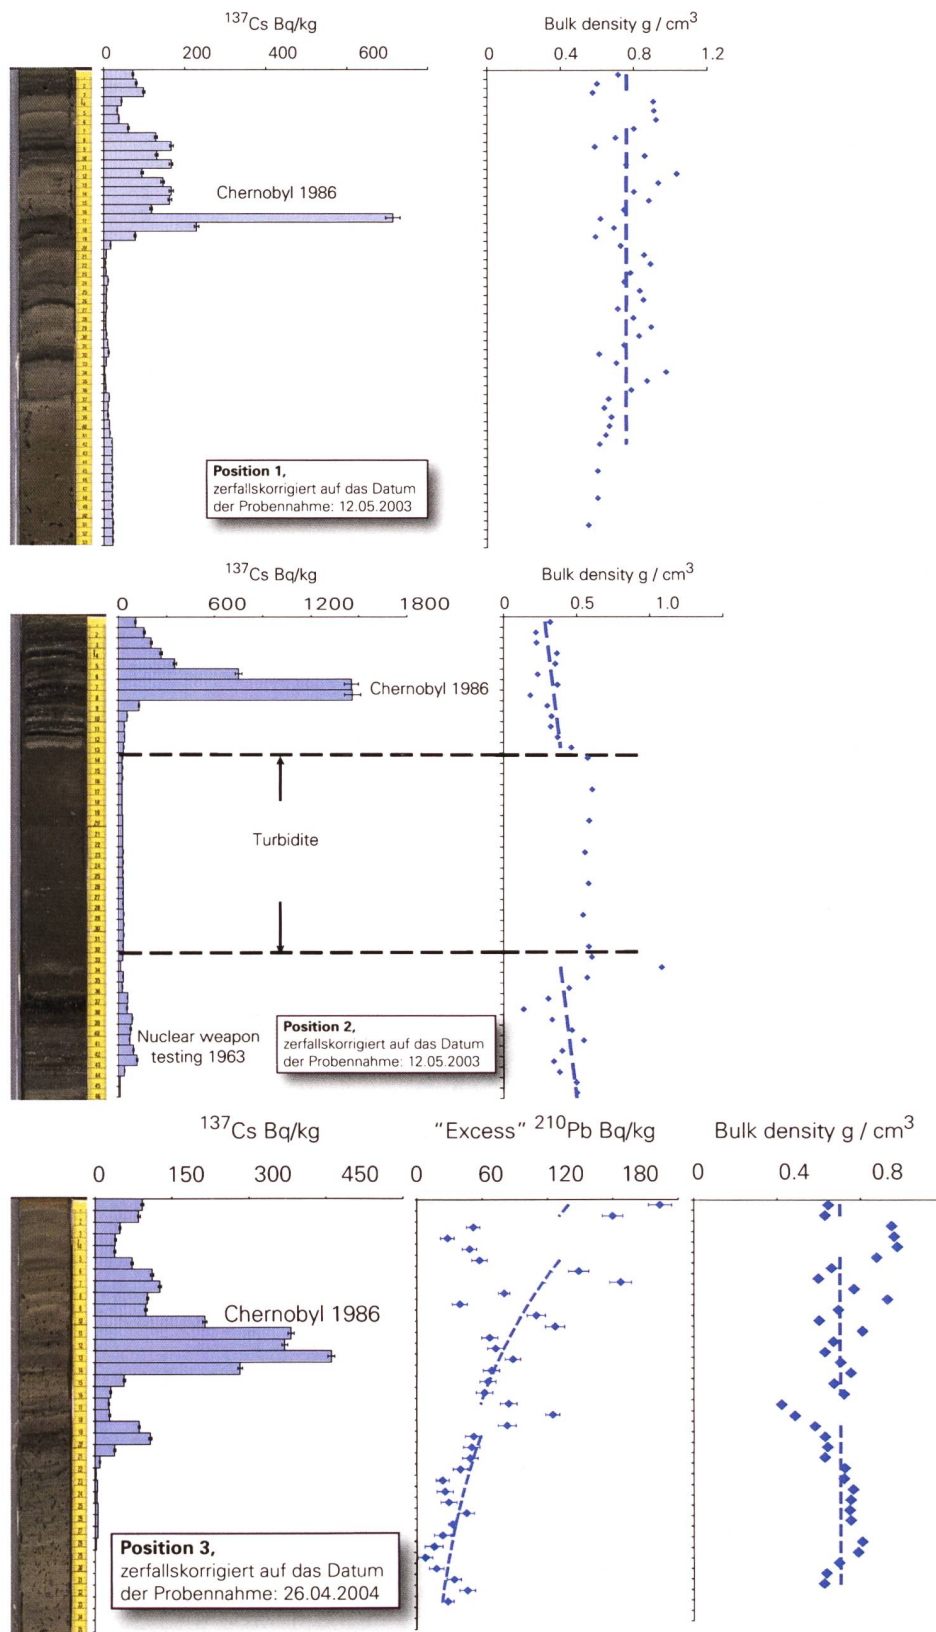 137Cs Bq/kg
Bulk density g / cm3
0 200 400 600
0 0.4 0.8 1.2
Chernobyl 1986
Position 1,
zerfallskorrigiert auf das Datum
der Probennahme: 12.05.2003
137Cs Bq/kg
Bulk density g / cm3
0 600 1200 1800
0 0.5 1.0
Chernobyl 1986
Turbidite
Nuclear weapon
testing 1963
Position 2,
zerfallskorrigiert auf das Datum
der Probennahme: 12.05.2003
137Cs Bq/kg
"Excess" 210Pb Bq/kg
Bulk density g / cm3
0 150 300 450
0 60 120 180
0 0.4 0.8
Chernobyl 1986
Position 3,
zerfallskorrigiert auf das Datum
der Probennahme: 26.04.2004